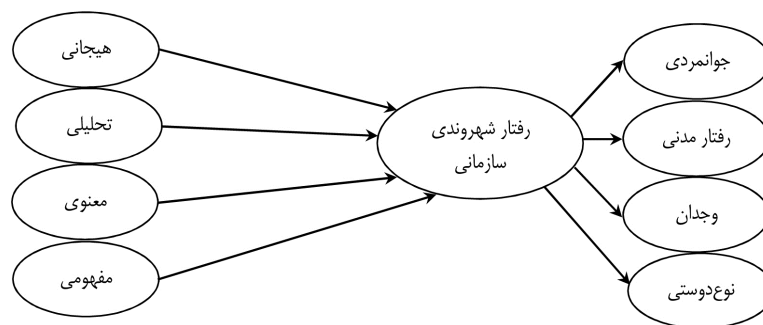 هیجانی
تحلیلی
معنوی
مفهومی
رفتار شهروندی
سازمانی
جوانمردی
رفتار مدنی
وجدان
نوع‌دوستی